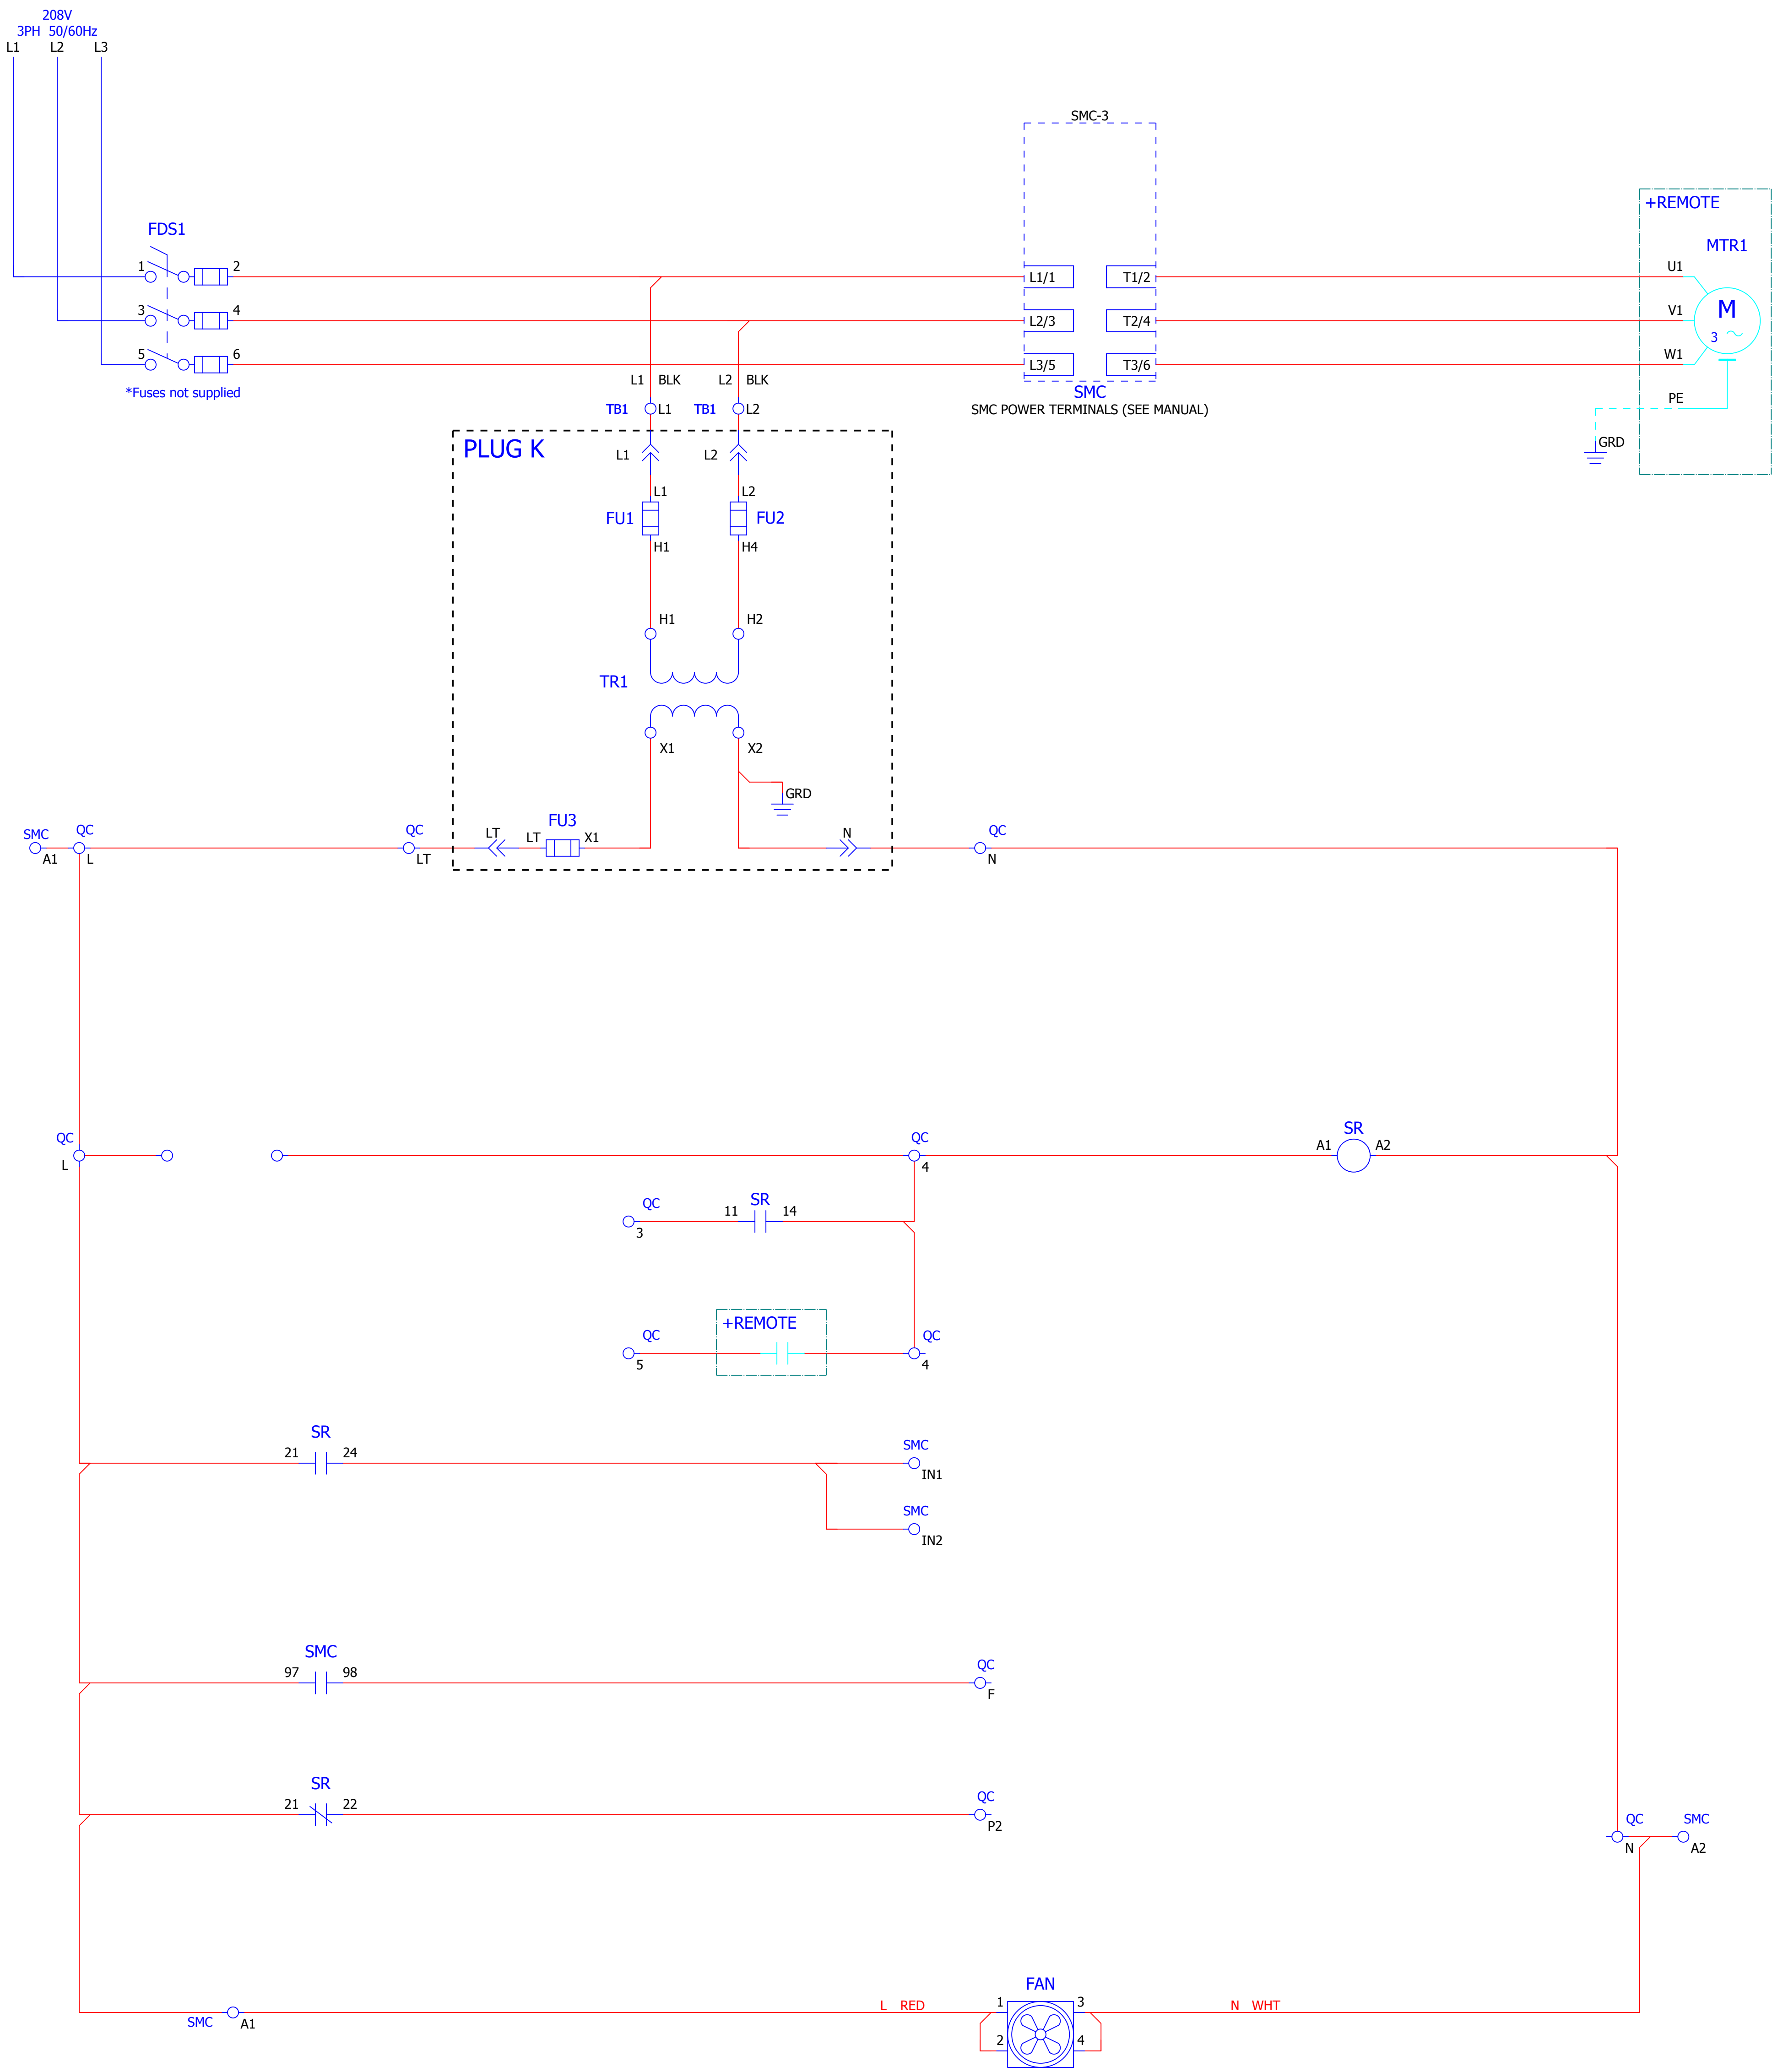 208V
3PH 50/60Hz
L1 L2 L3
SMC-3
+REMOTE
MTR1
FDS1
1 2
L1/1 T1/2
U1
3 4
L2/3 T2/4
V1
M
3
5 6
L3/5 T3/6
W1
*Fuses not supplied
L1 BLK L2 BLK
SMC
SMC POWER TERMINALS (SEE MANUAL)
PE
TB1 L1 TB1 L2
GRD
PLUG K
L1 L2
L1 L2
FU1 FU2
H1 H4
H1 H2
TR1
X1 X2
GRD
SMC QC QC LT LT FU3 X1 N QC
A1 L LT N
QC QC SR
A1 A2
L 4
QC 11 SR 14
3
+REMOTE
QC QC
5 4
SR
21 24
SMC
IN1
SMC
IN2
SMC
97 98
QC
F
SR
21 22
QC
P2
QC SMC
N A2
FAN
L RED 1 3 N WHT
SMC A1
2 4